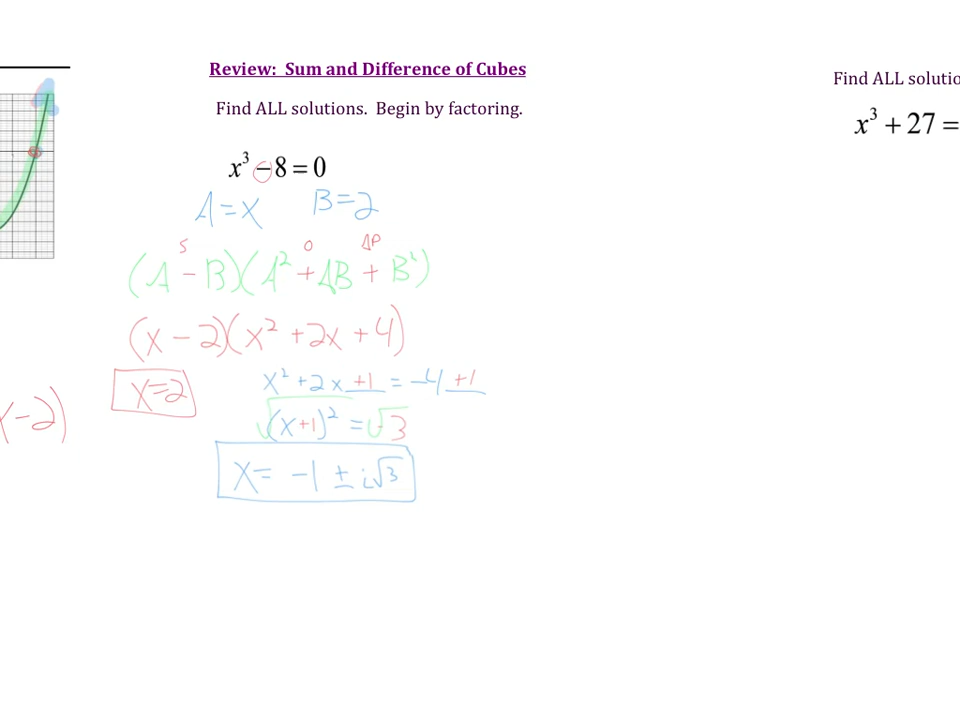 Review: Sum and Difference of Cubes
Find ALL solutions. Begin by factoring.
x³ − 8 = 0
A = x B = 2
S O AP
(A − B)(A² + AB + B²)
(x − 2)(x² + 2x + 4)
x = 2
x² + 2x +1 = −4 +1
√(x+1)² = √−3
x = −1 ± i√3
x − 2)
Find ALL solutio
x³ + 27 =